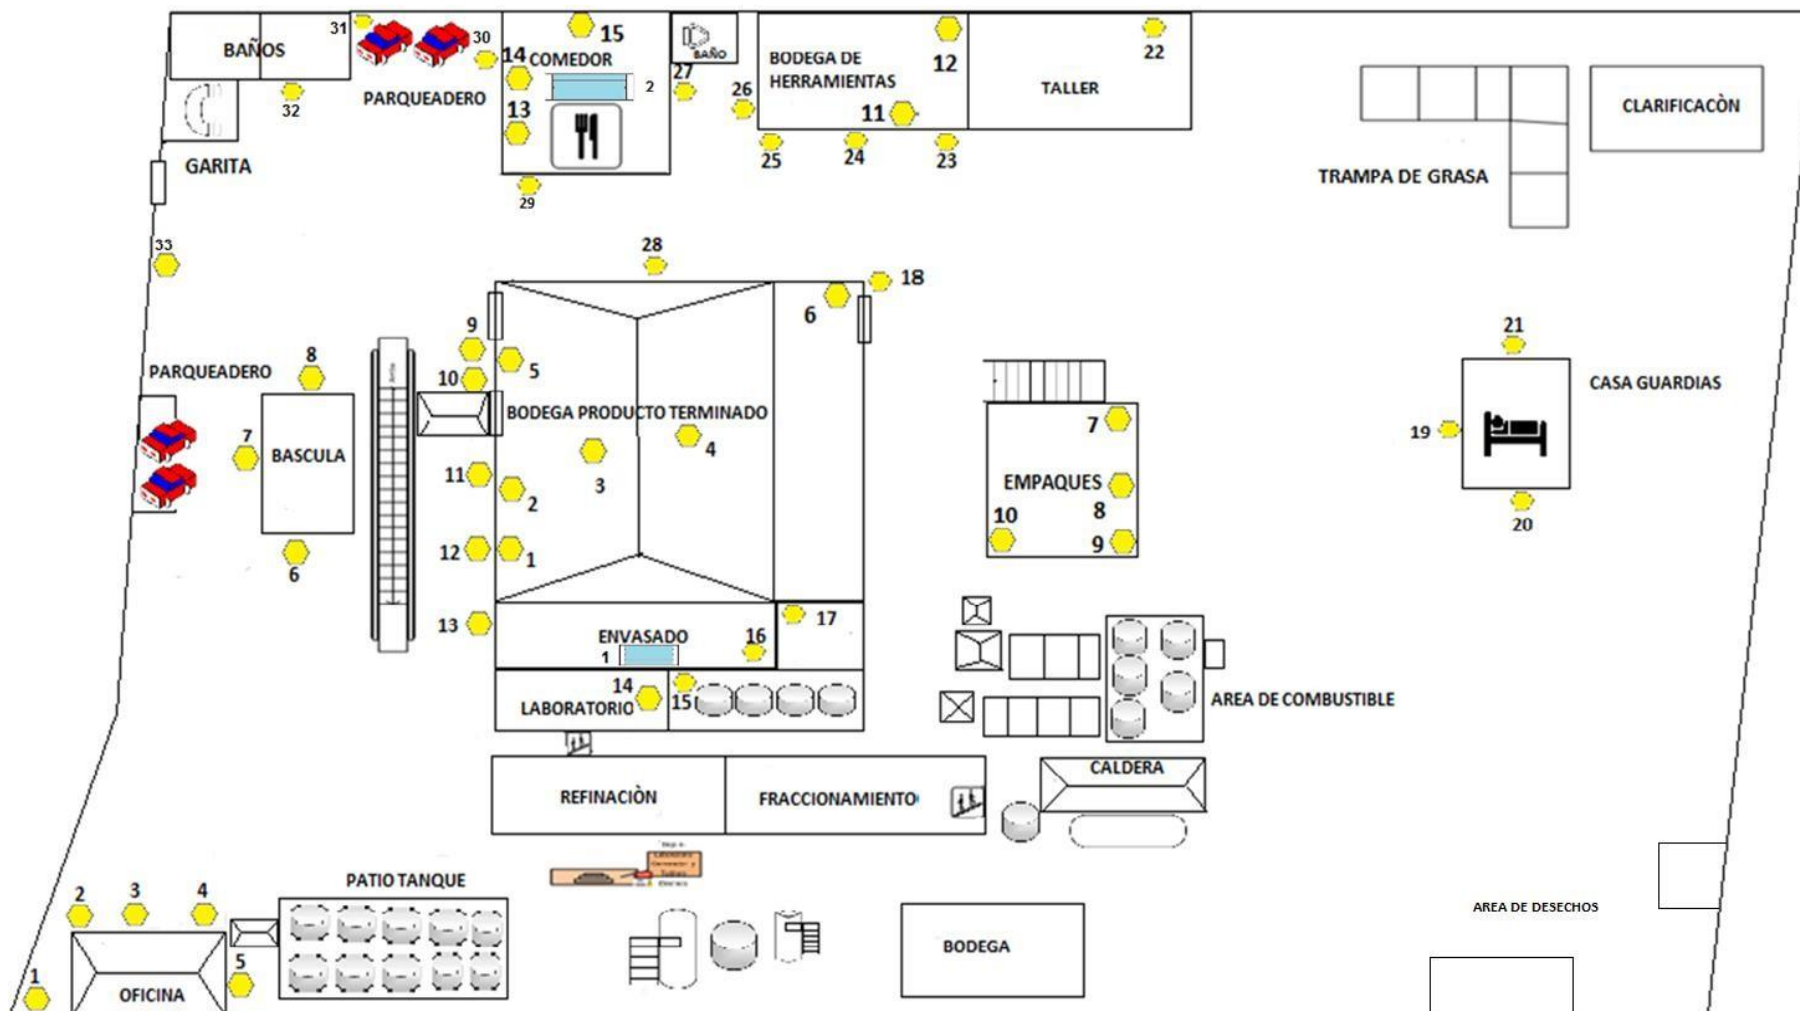 31
30
15
BAÑOS
14
COMEDOR
BAÑO
BODEGA DE
HERRAMIENTAS
12
22
27
2
26
TALLER
PARQUEADERO
32
13
11
CLARIFICACÒN
25
24
23
GARITA
29
TRAMPA DE GRASA
33
28
18
6
9
5
21
8
PARQUEADERO
10
BODEGA PRODUCTO TERMINADO
CASA GUARDIAS
7
BASCULA
4
7
19
11
3
2
EMPAQUES
8
10
9
20
12
1
6
13
ENVASADO
16
17
1
14
15
LABORATORIO
AREA DE COMBUSTIBLE
CALDERA
REFINACIÒN
FRACCIONAMIENTO
PATIO TANQUE
2
3
4
AREA DE DESECHOS
BODEGA
1
5
OFICINA